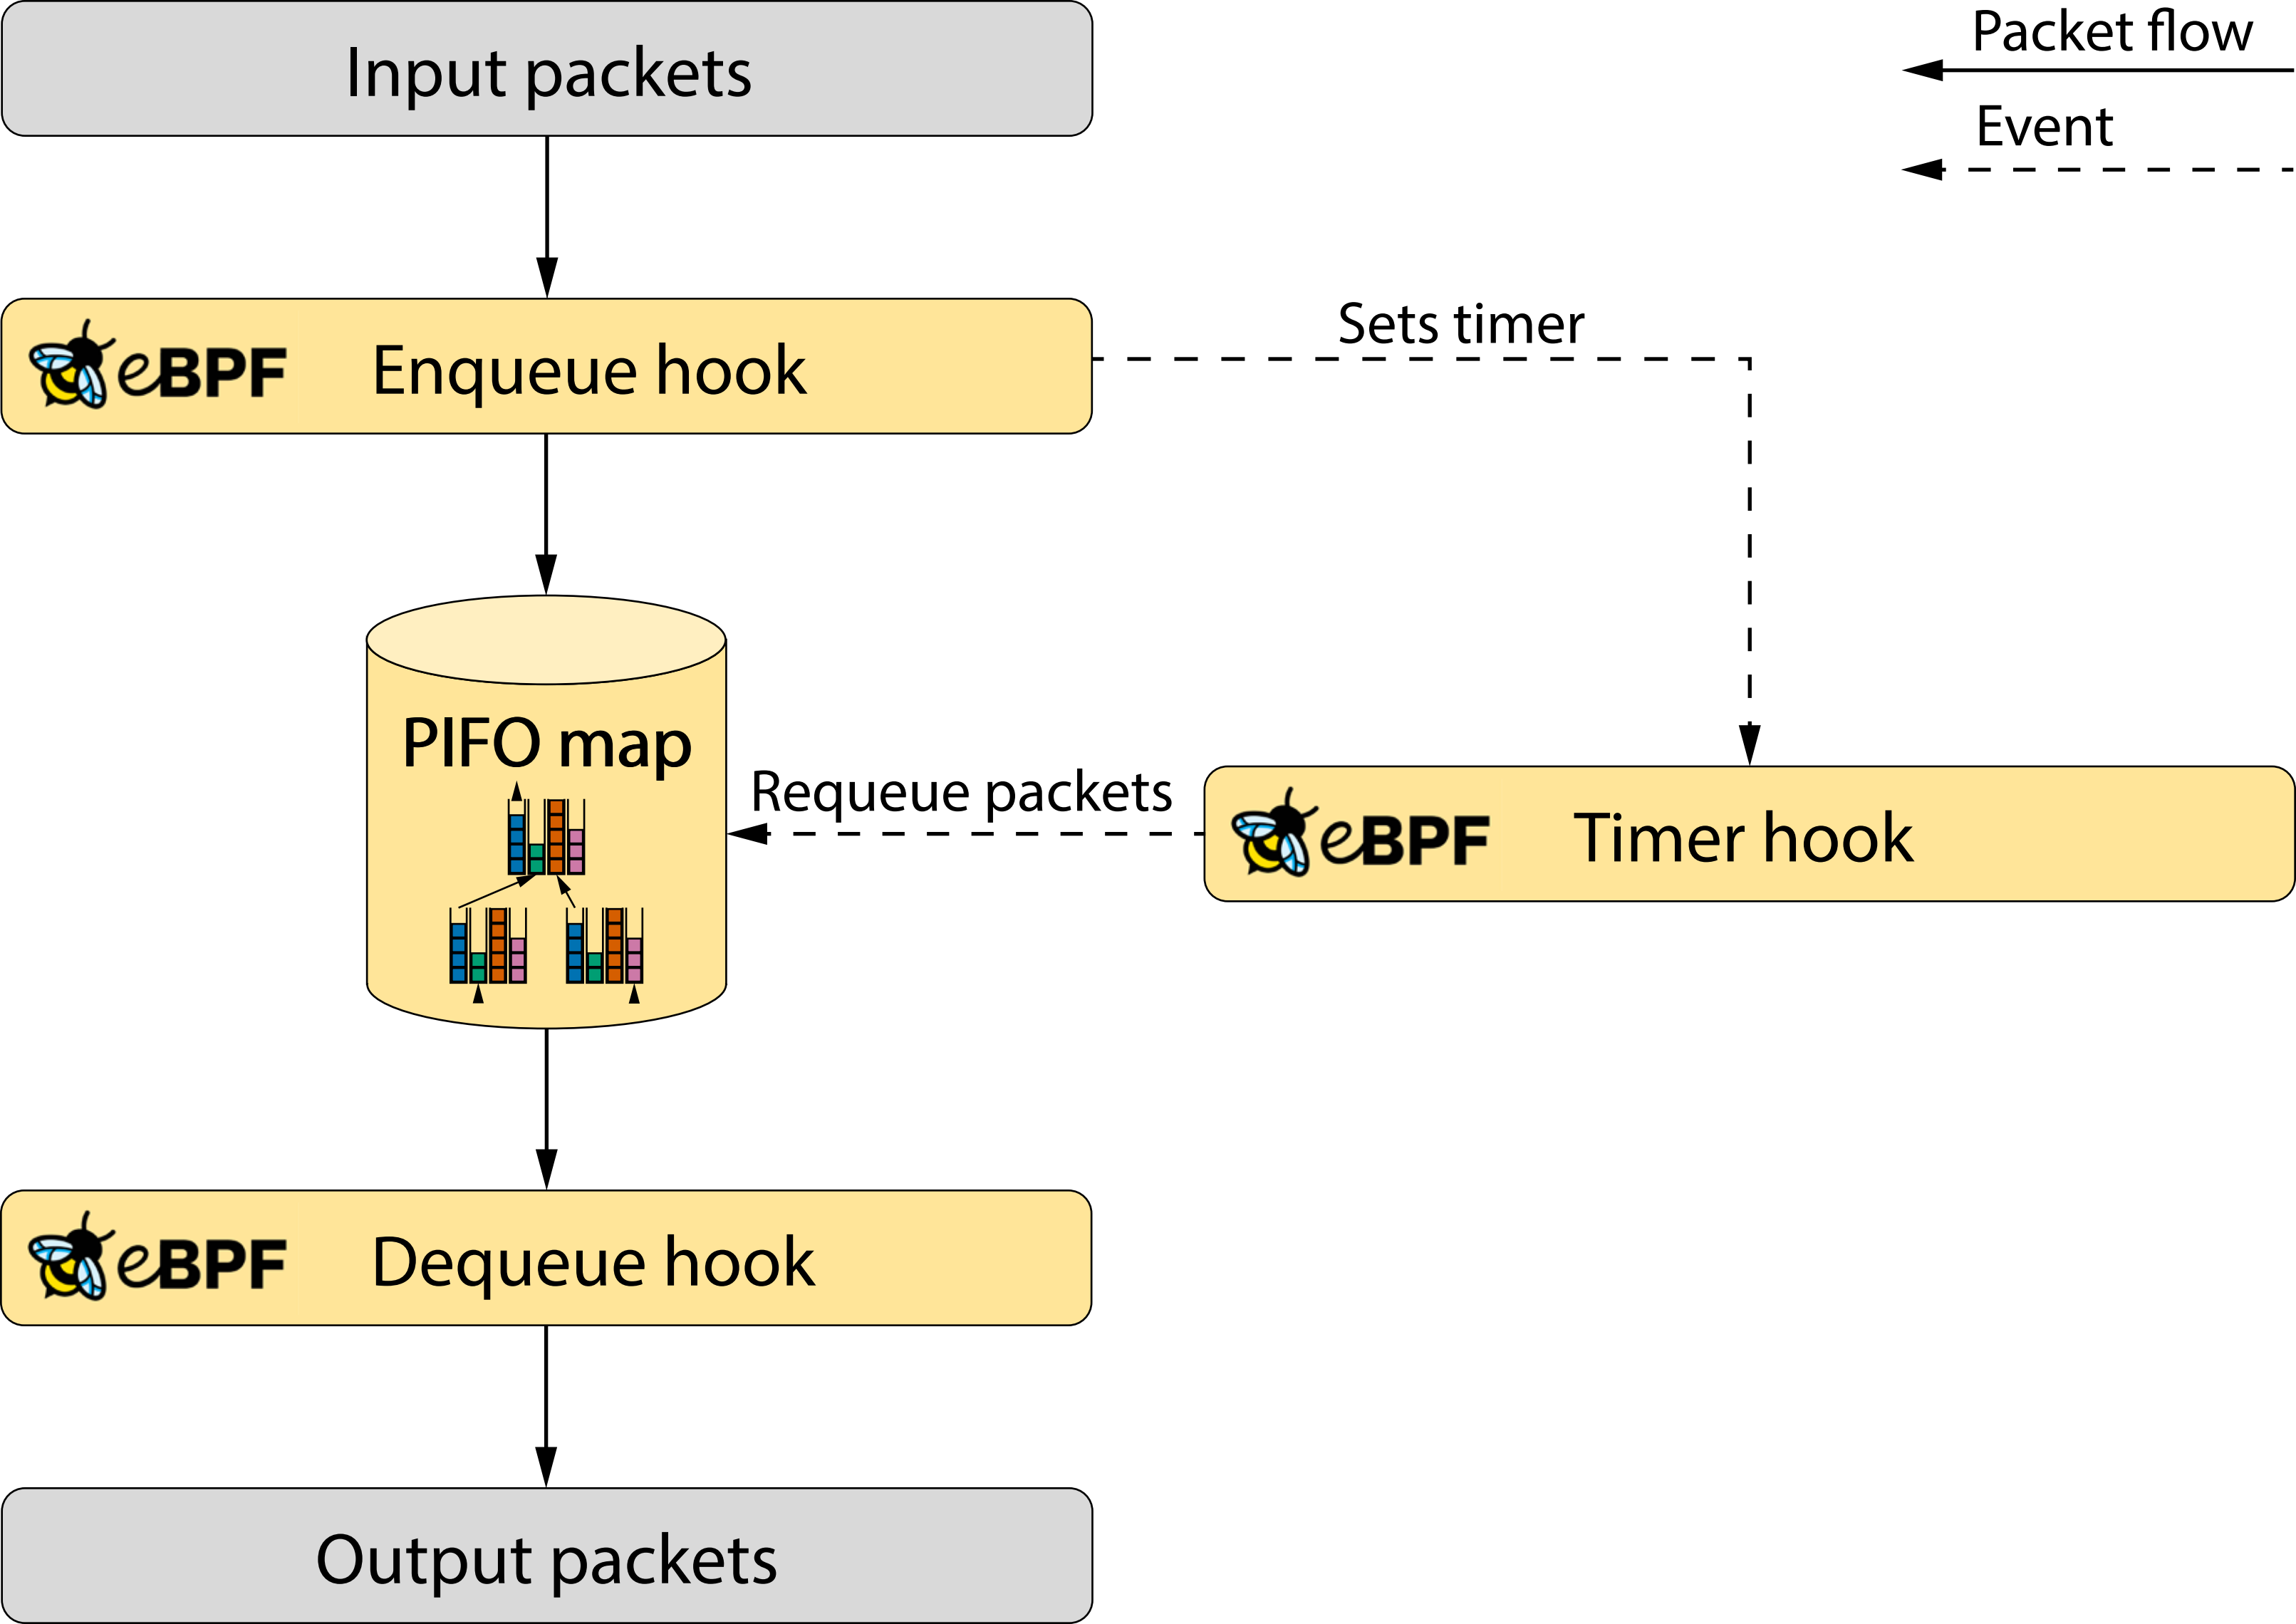 Input packets
Packet flow
Event
eBPF Enqueue hook
Sets timer
PIFO map
Requeue packets
eBPF Timer hook
eBPF Dequeue hook
Output packets